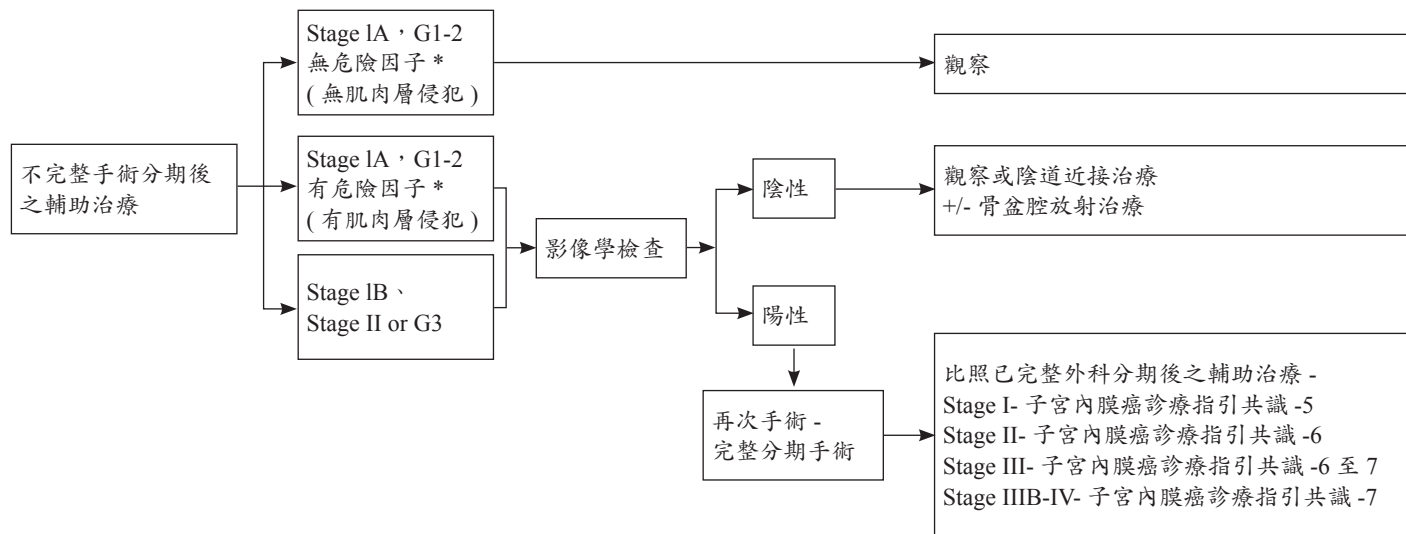 不完整手術分期後
之輔助治療
Stage lA，G1-2
無危險因子 *
( 無肌肉層侵犯 )
觀察
Stage lA，G1-2
有危險因子 *
( 有肌肉層侵犯 )
Stage lB、
Stage II or G3
影像學檢查
陰性
觀察或陰道近接治療
+/- 骨盆腔放射治療
陽性
再次手術 -
完整分期手術
比照已完整外科分期後之輔助治療 -
Stage I- 子宮內膜癌診療指引共識 -5
Stage II- 子宮內膜癌診療指引共識 -6
Stage III- 子宮內膜癌診療指引共識 -6 至 7
Stage IIIB-IV- 子宮內膜癌診療指引共識 -7